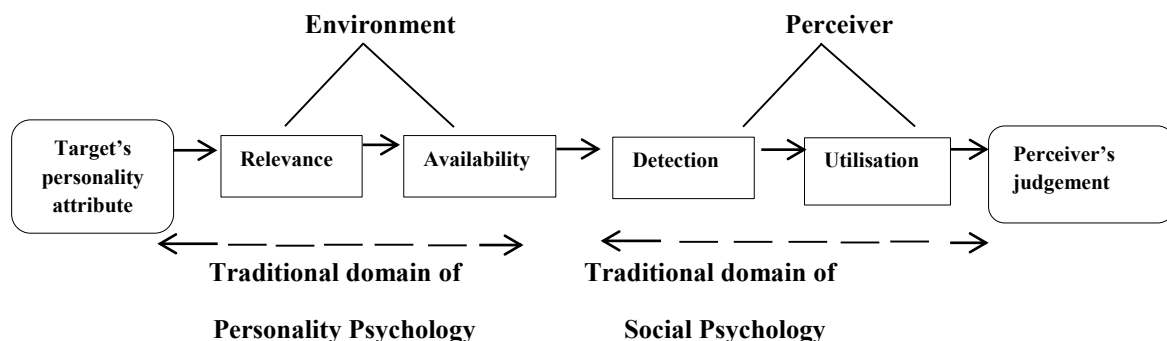 Environment
Perceiver
Target's
personality
attribute
Relevance
Availability
Detection
Utilisation
Perceiver's
judgement
Traditional domain of
Personality Psychology
Traditional domain of
Social Psychology